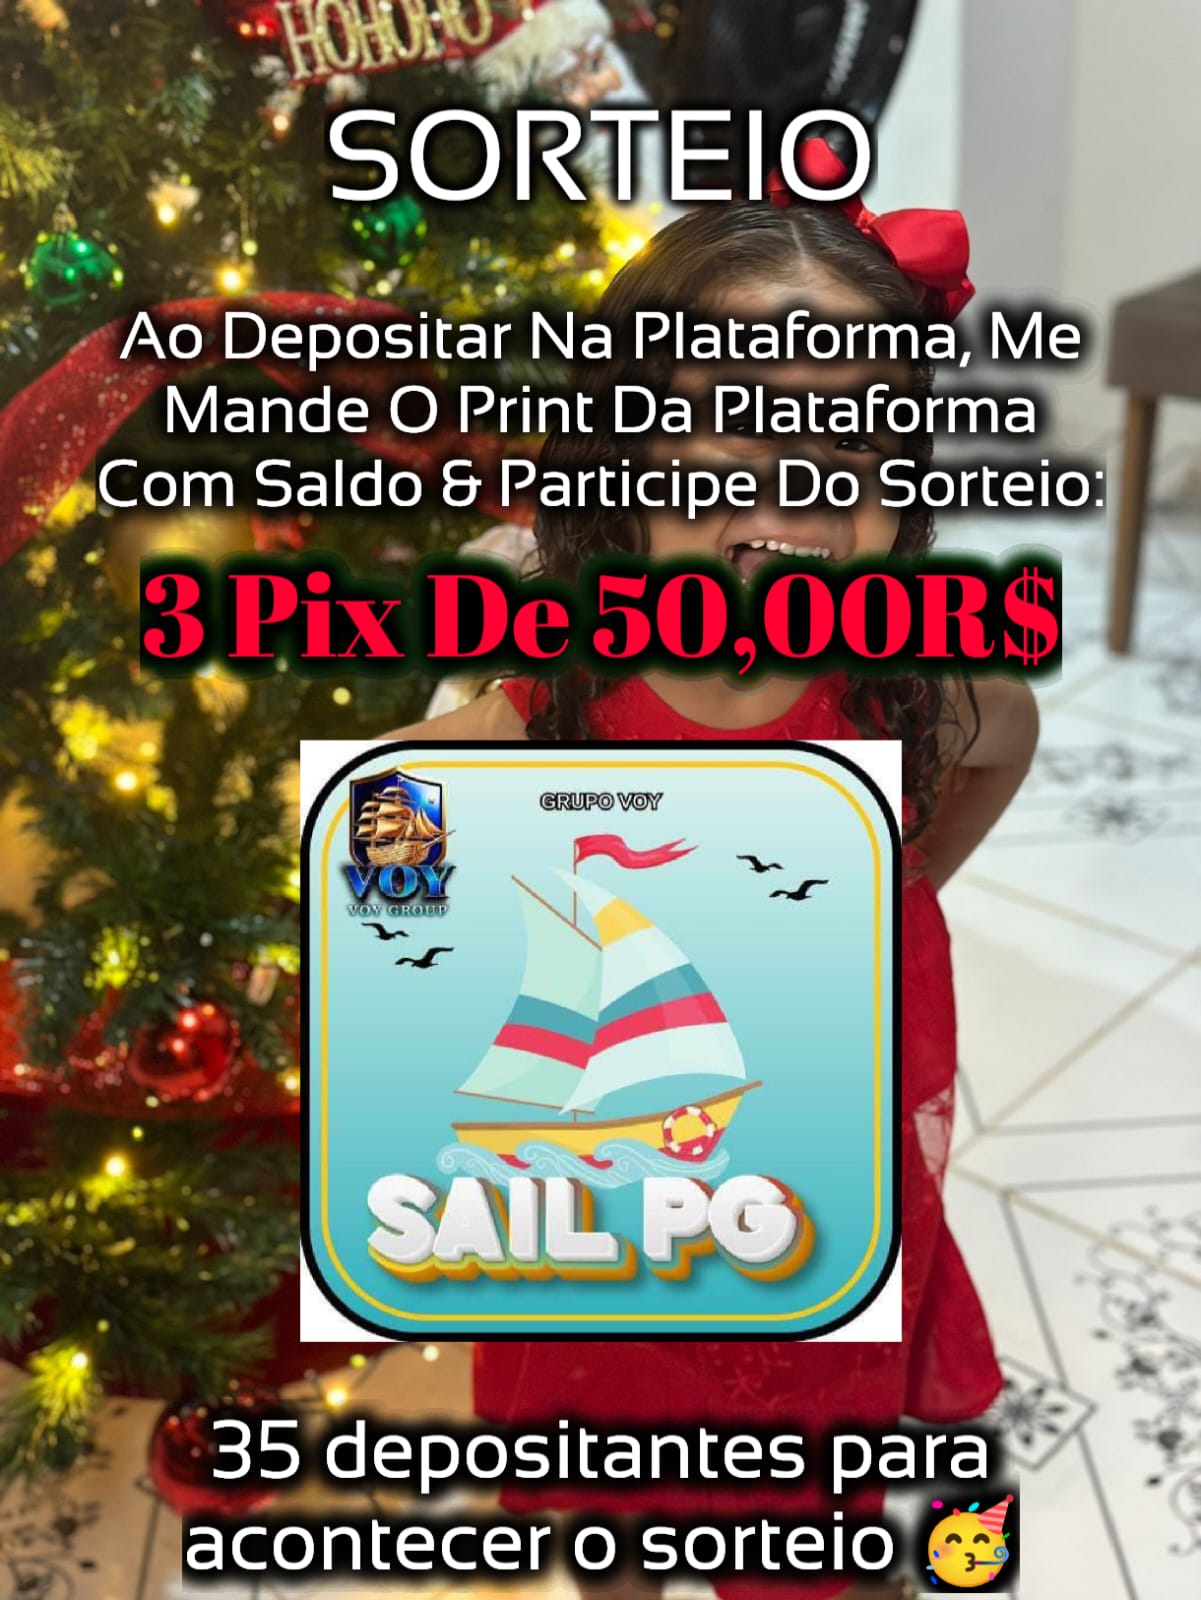 HOHOHO
SORTEIO
Ao Depositar Na Plataforma, Me
Mande O Print Da Plataforma
Com Saldo & Participe Do Sorteio:
3 Pix De 50,00R$
GRUPO VOY
VOY
VOY GROUP
SAIL PG
35 depositantes para
acontecer o sorteio 🥳